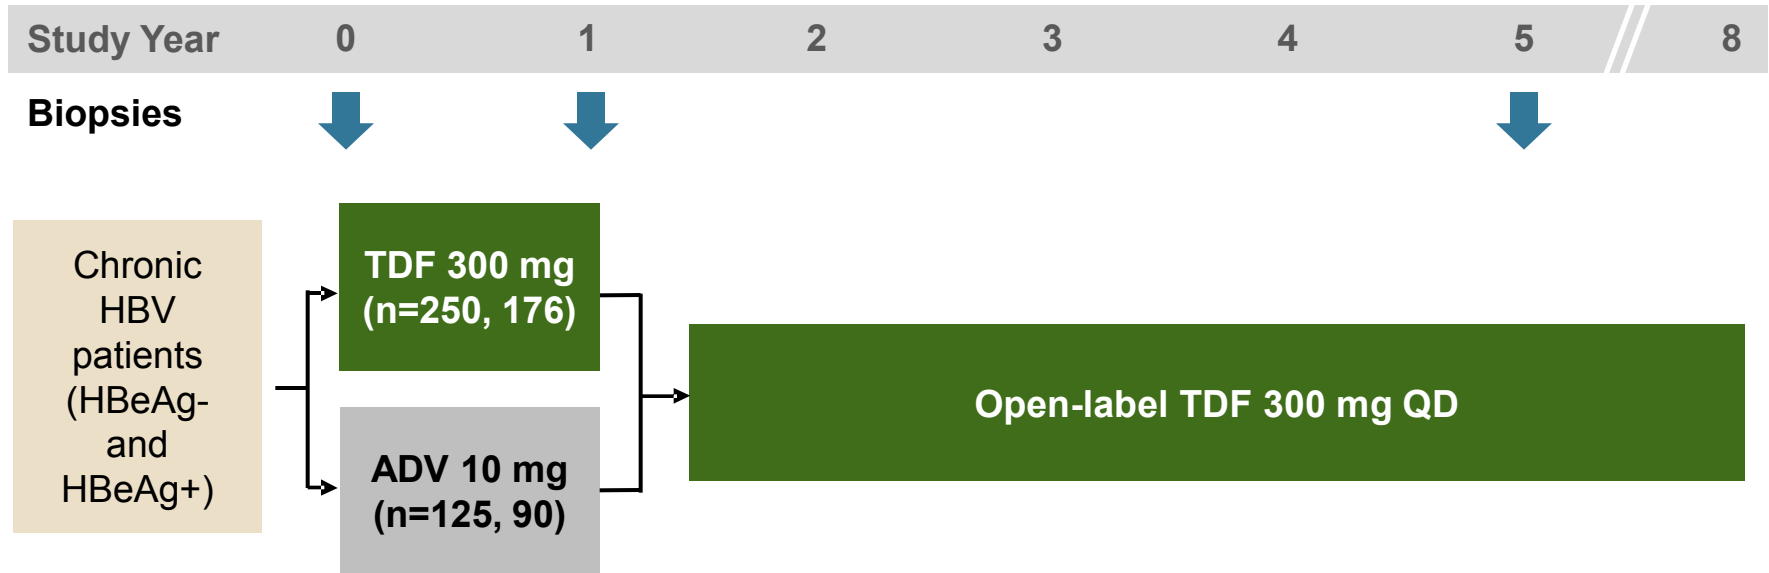 Study Year 0 1 2 3 4 5 8
Biopsies
Chronic
HBV
patients
(HBeAg-
and
HBeAg+)
TDF 300 mg
(n=250, 176)
ADV 10 mg
(n=125, 90)
Open-label TDF 300 mg QD